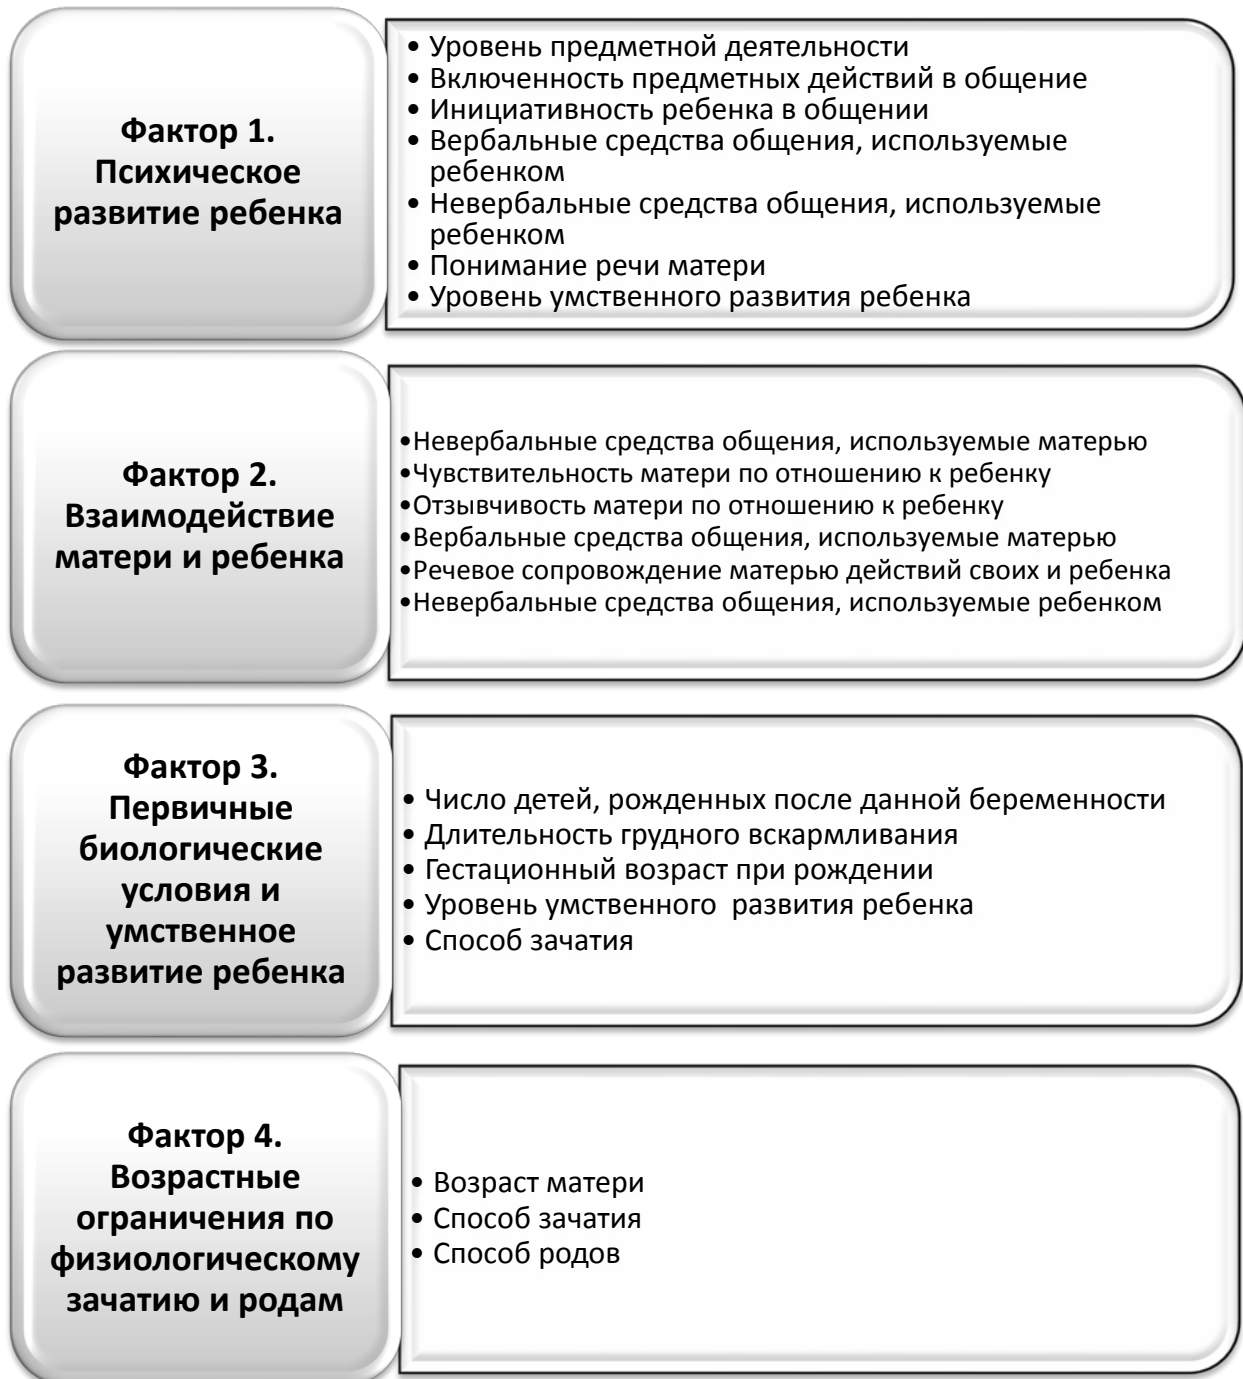 Фактор 1.
Психическое
развитие ребенка
• Уровень предметной деятельности
• Включенность предметных действий в общение
• Инициативность ребенка в общении
• Вербальные средства общения, используемые
ребенком
• Невербальные средства общения, используемые
ребенком
• Понимание речи матери
• Уровень умственного развития ребенка
Фактор 2.
Взаимодействие
матери и ребенка
•Невербальные средства общения, используемые матерью
•Чувствительность матери по отношению к ребенку
•Отзывчивость матери по отношению к ребенку
•Вербальные средства общения, используемые матерью
•Речевое сопровождение матерью действий своих и ребенка
•Невербальные средства общения, используемые ребенком
Фактор 3.
Первичные
биологические
условия и
умственное
развитие ребенка
• Число детей, рожденных после данной беременности
• Длительность грудного вскармливания
• Гестационный возраст при рождении
• Уровень умственного  развития ребенка
• Способ зачатия
Фактор 4.
Возрастные
ограничения по
физиологическому
зачатию и родам
• Возраст матери
• Способ зачатия
• Способ родов